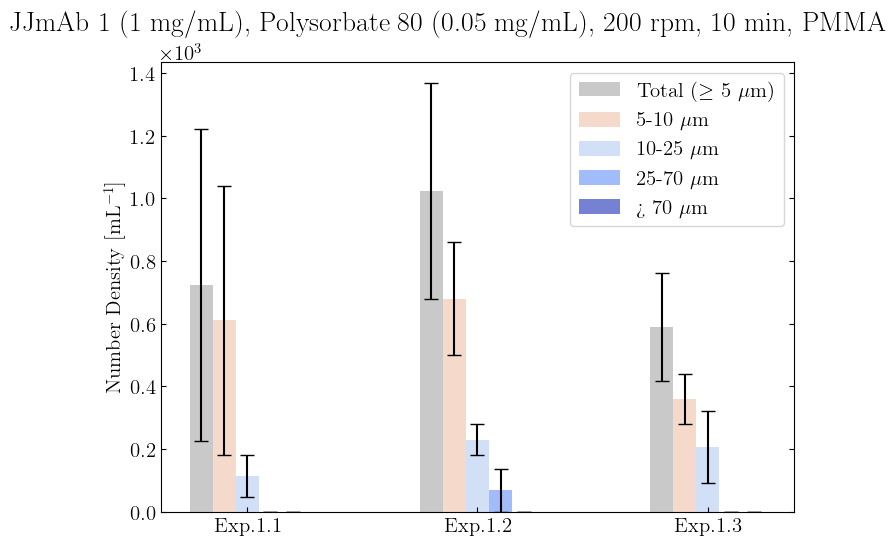 JJmAb 1 (1 mg/mL), Polysorbate 80 (0.05 mg/mL), 200 rpm, 10 min, PMMA
×10³
1.4
1.2
1.0
0.8
0.6
0.4
0.2
0.0
Number Density [mL⁻¹]
Total (≥ 5 μm)
5-10 μm
10-25 μm
25-70 μm
¿ 70 μm
Exp.1.1
Exp.1.2
Exp.1.3